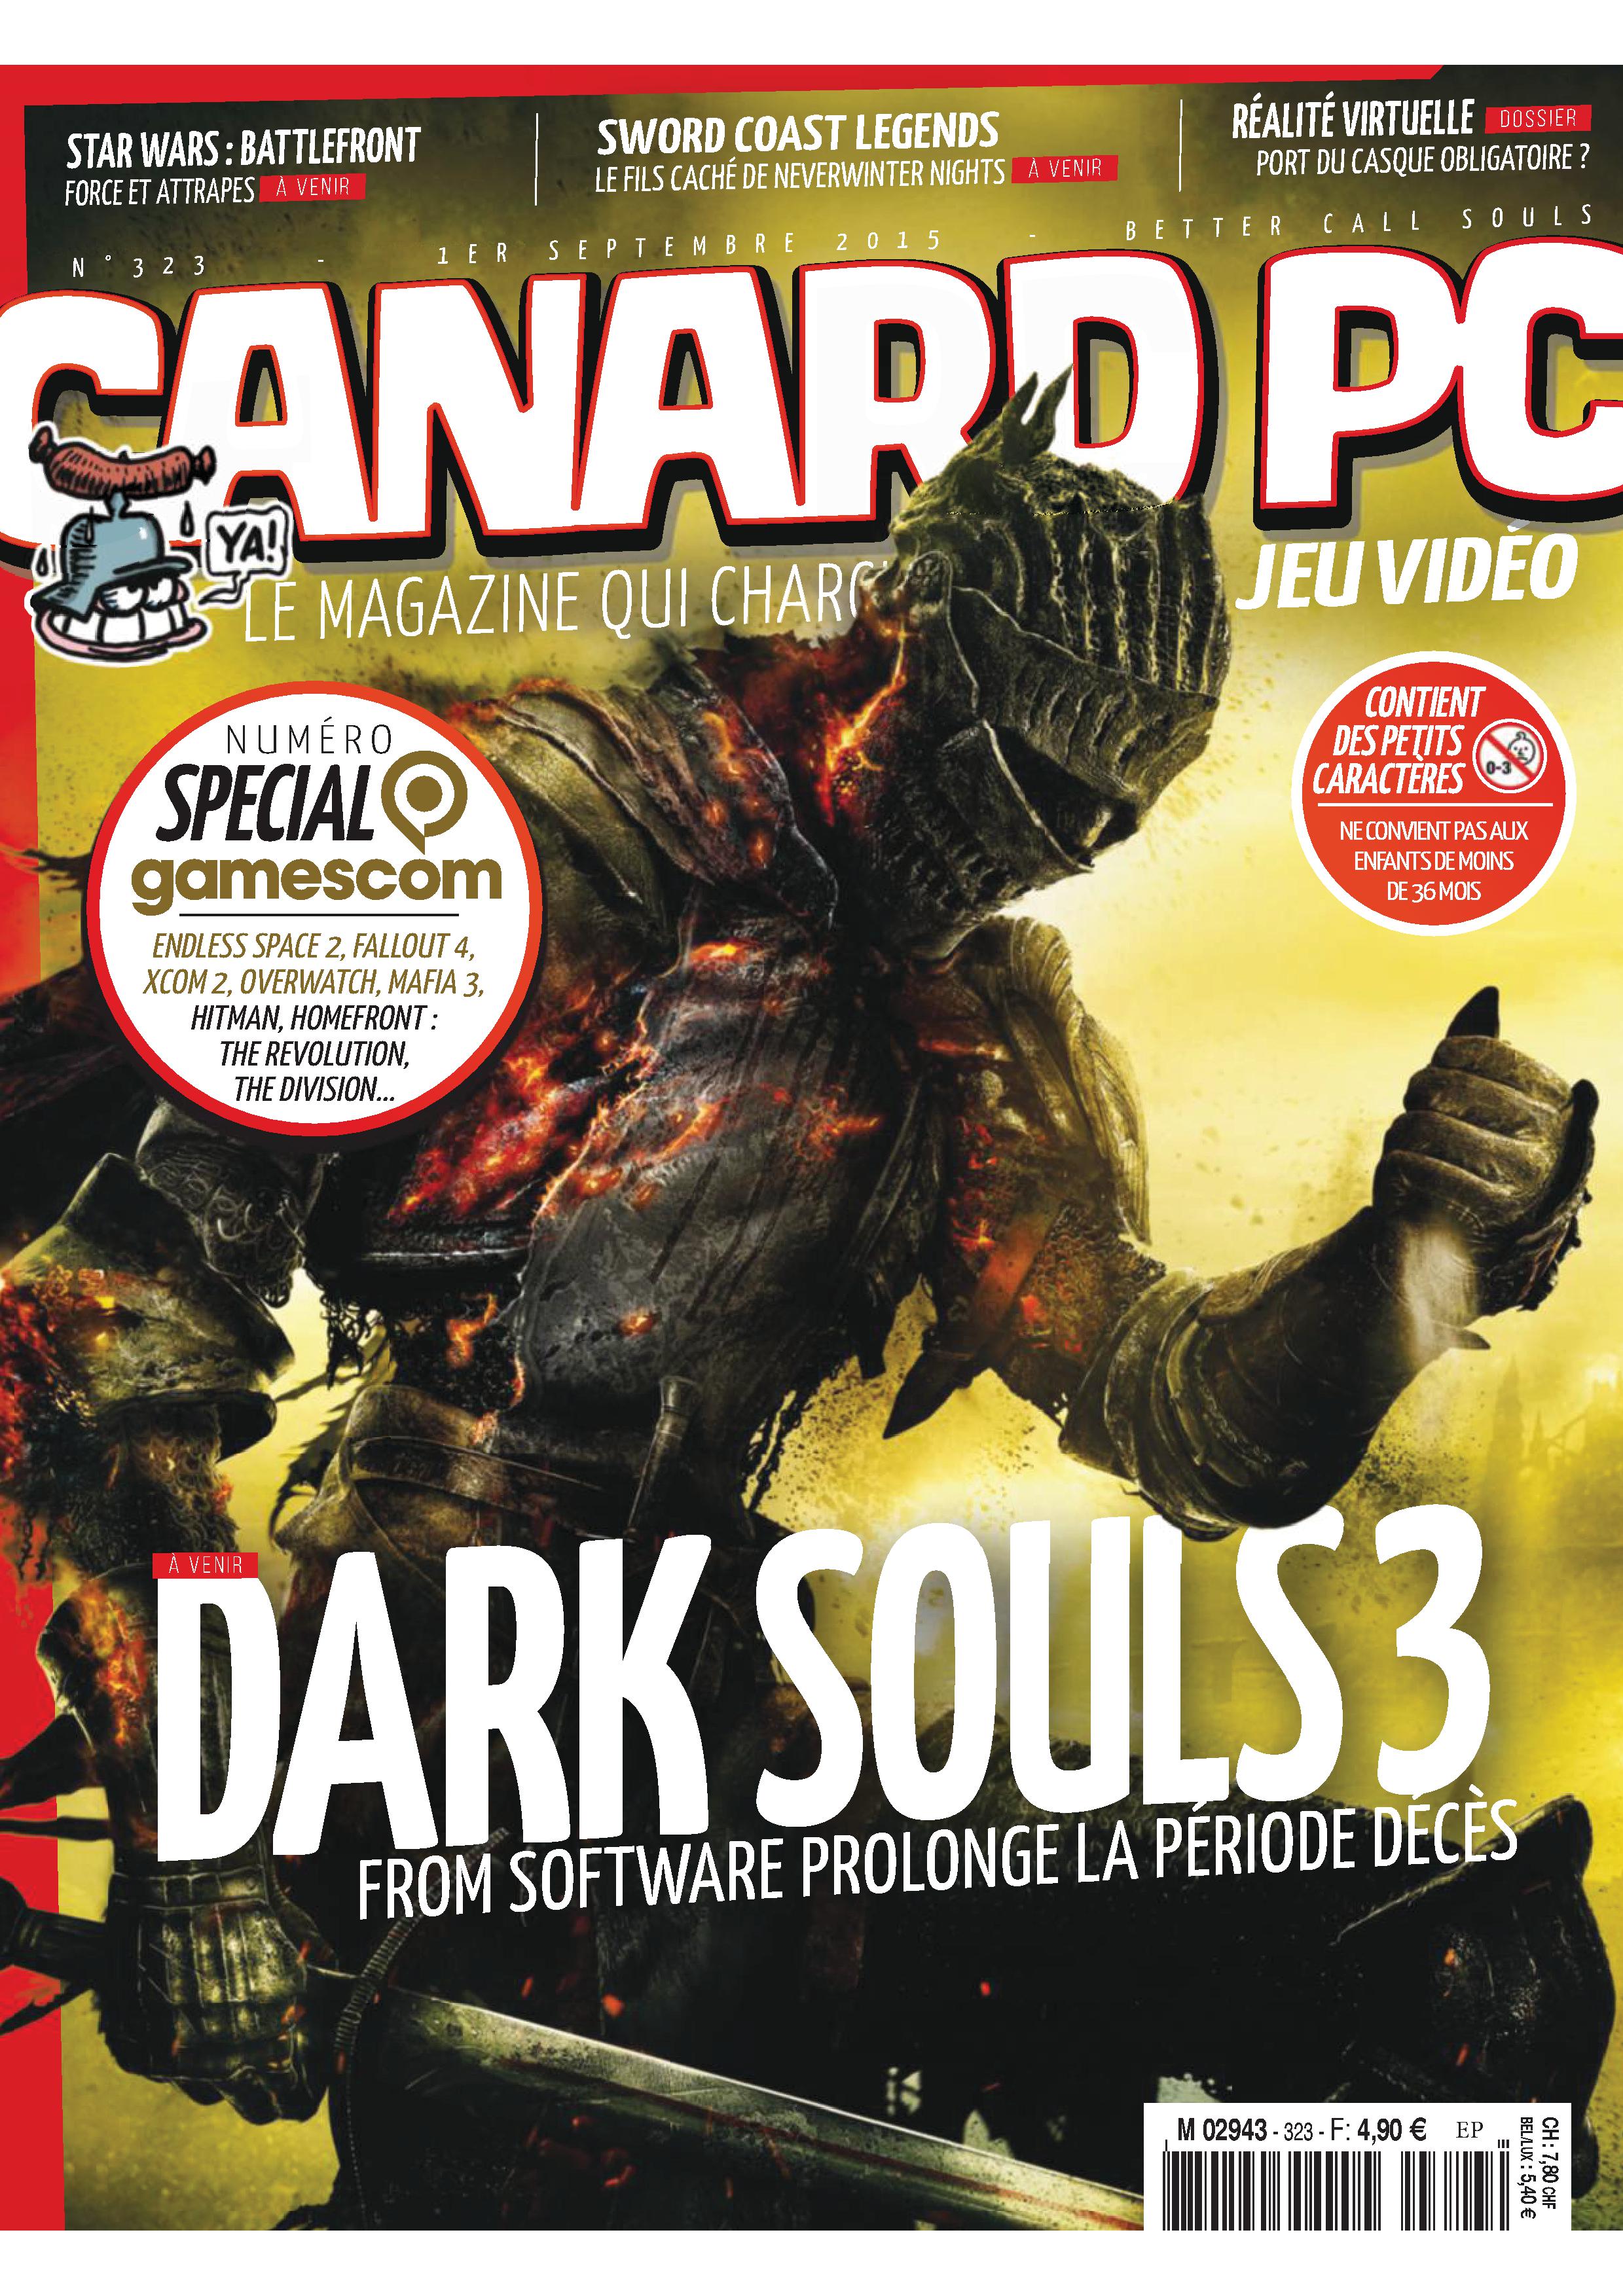 STAR WARS : BATTLEFRONT
FORCE ET ATTRAPES À VENIR
SWORD COAST LEGENDS
LE FILS CACHÉ DE NEVERWINTER NIGHTS À VENIR
RÉALITÉ VIRTUELLE DOSSIER
PORT DU CASQUE OBLIGATOIRE ?
N°323 - 1ER SEPTEMBRE 2015 - BETTER CALL SOULS
CANARD PC
YA!
LE MAGAZINE QUI
JEU VIDÉO
NUMÉRO
SPECIAL
gamescom
ENDLESS SPACE 2, FALLOUT 4,
XCOM 2, OVERWATCH, MAFIA 3,
HITMAN, HOMEFRONT :
THE REVOLUTION,
THE DIVISION...
CONTIENT
DES PETITS
CARACTÈRES
0-3
NE CONVIENT PAS AUX
ENFANTS DE MOINS
DE 36 MOIS
À VENIR
DARK SOULS 3
FROM SOFTWARE PROLONGE LA PÉRIODE DÉCÈS
M 02943 - 323 - F: 4,90 € EP
CH : 7,80 CHF
BEL/LUX : 5,40 €